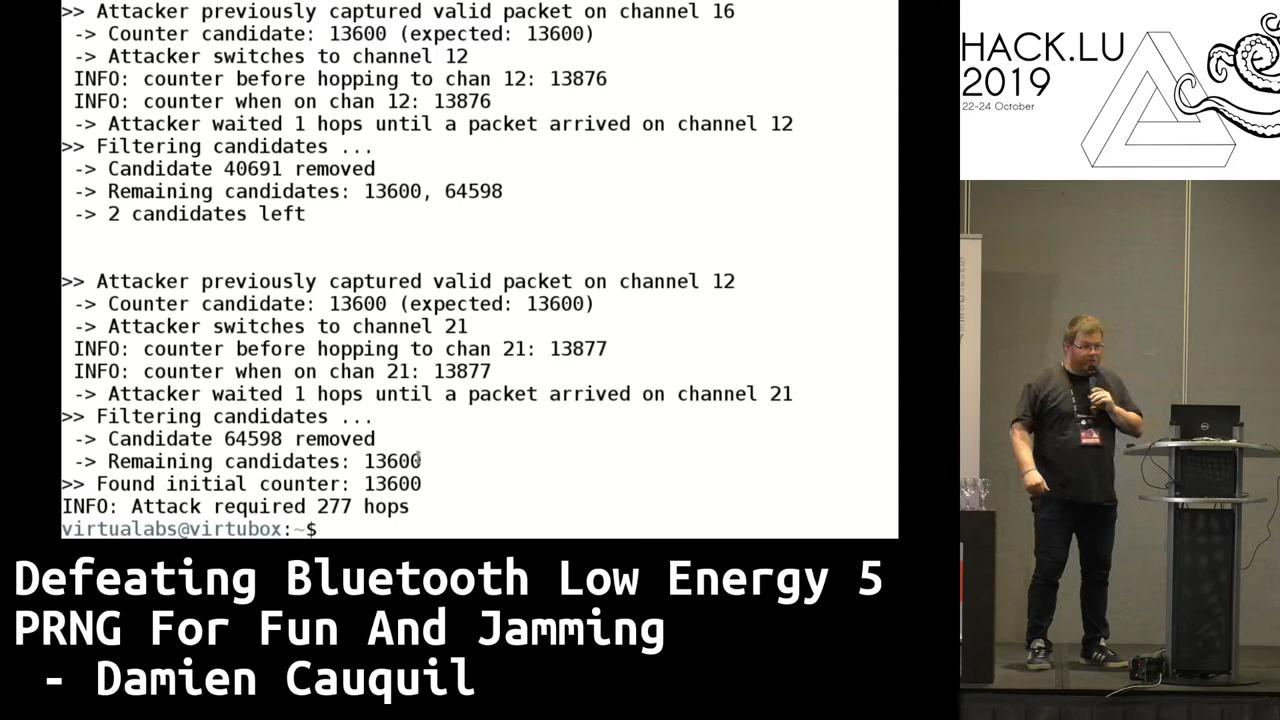 >> Attacker previously captured valid packet on channel 16
-> Counter candidate: 13600 (expected: 13600)
-> Attacker switches to channel 12
INFO: counter before hopping to chan 12: 13876
INFO: counter when on chan 12: 13876
-> Attacker waited 1 hops until a packet arrived on channel 12
>> Filtering candidates ...
-> Candidate 40691 removed
-> Remaining candidates: 13600, 64598
-> 2 candidates left
>> Attacker previously captured valid packet on channel 12
-> Counter candidate: 13600 (expected: 13600)
-> Attacker switches to channel 21
INFO: counter before hopping to chan 21: 13877
INFO: counter when on chan 21: 13877
-> Attacker waited 1 hops until a packet arrived on channel 21
>> Filtering candidates ...
-> Candidate 64598 removed
-> Remaining candidates: 13600
>> Found initial counter: 13600
INFO: Attack required 277 hops
virtualabs@virtubox:~$
HACK.LU
2019
22-24 October
Defeating Bluetooth Low Energy 5
PRNG For Fun And Jamming
- Damien Cauquil